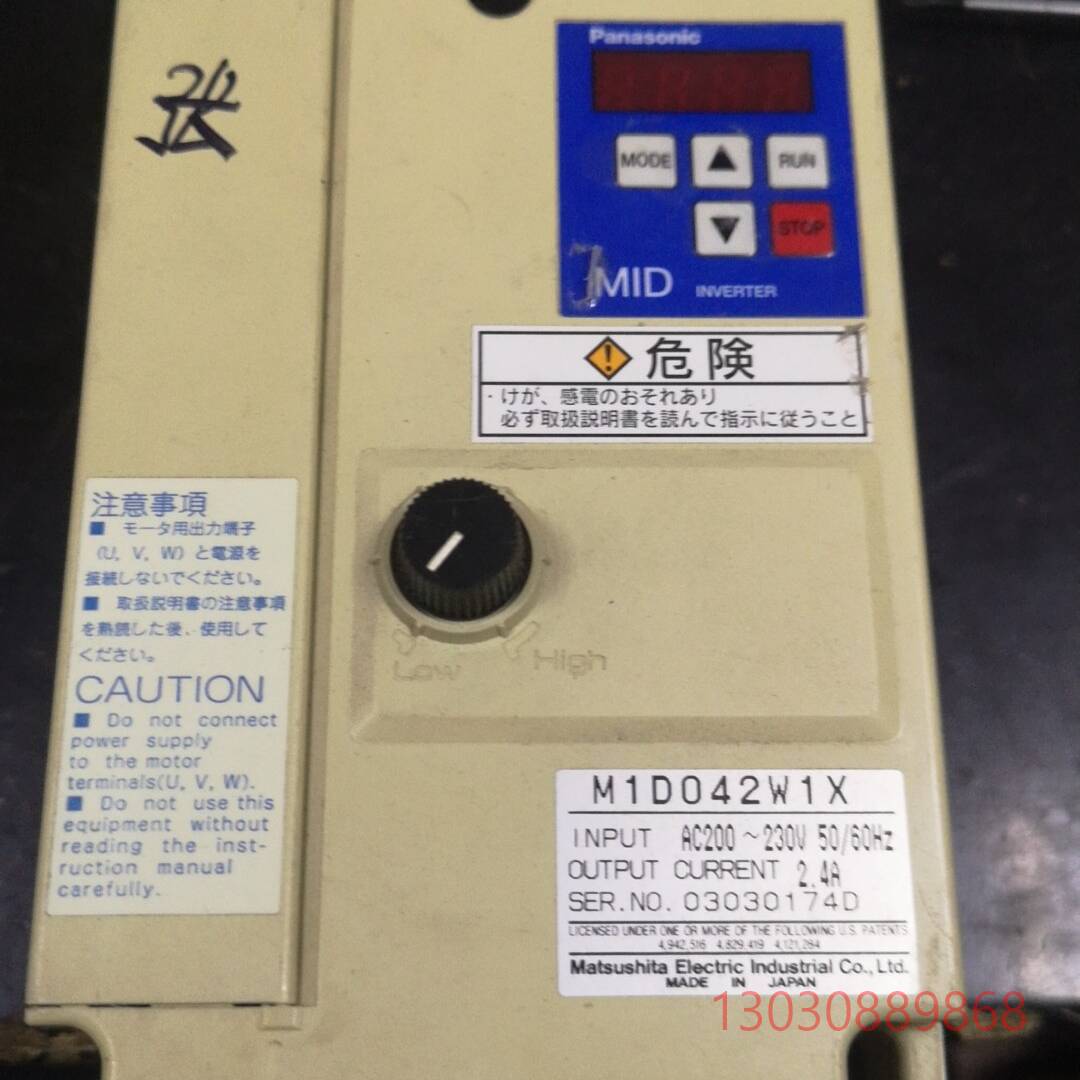 Panasonic
MODE
RUN
STOP
MID
INVERTER
危険
・けが、感電のおそれあり
必ず取扱説明書を読んで指示に従うこと
注意事項
■ モータ用出力端子
(U, V, W) と電源を
接続しないでください。
■ 取扱説明書の注意事項
を熟読した後、使用して
ください。
CAUTION
■ Do not connect
power supply
to the motor
terminals(U, V, W).
■ Do not use this
equipment without
reading the inst-
ruction manual
carefully.
Low
High
M1D042W1X
INPUT AC200~230V 50/60Hz
OUTPUT CURRENT 2.4A
SER.NO. 03030174D
LICENSED UNDER ONE OR MORE OF THE FOLLOWING U.S. PATENTS
4,942,516 4,829,419 4,121,284
Matsushita Electric Industrial Co., Ltd.
MADE IN JAPAN
13030889868